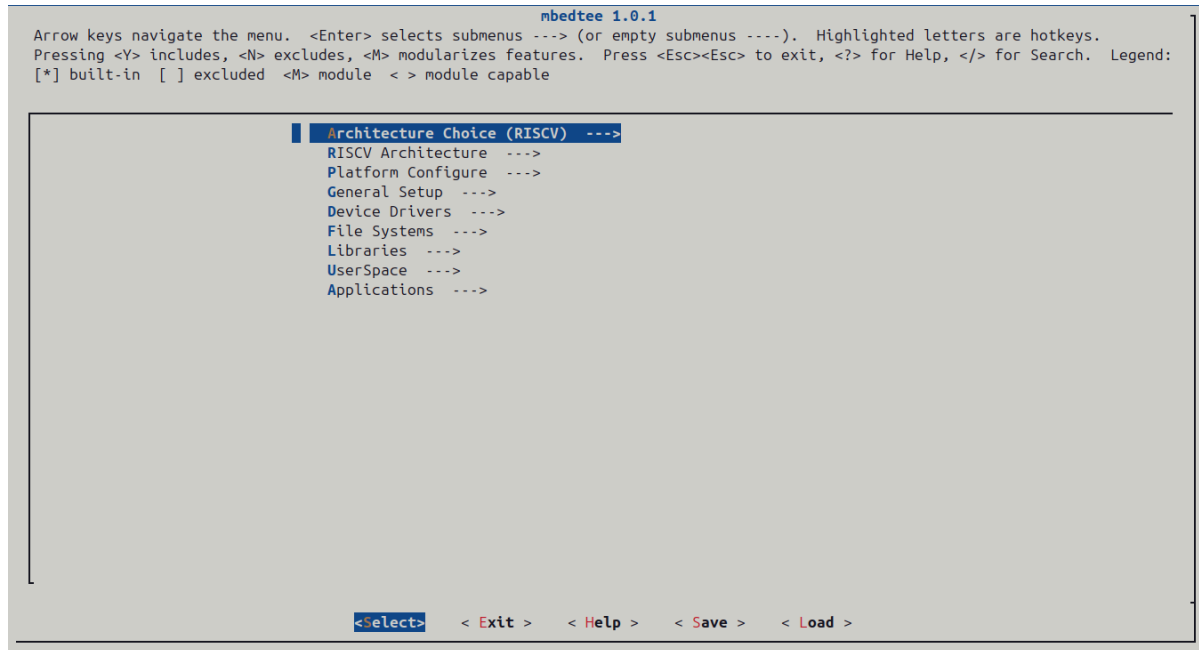 mbedtee 1.0.1
Arrow keys navigate the menu.  <Enter> selects submenus ---> (or empty submenus ----).  Highlighted letters are hotkeys.
Pressing <Y> includes, <N> excludes, <M> modularizes features.  Press <Esc><Esc> to exit, <?> for Help, </> for Search.  Legend:
[*] built-in  [ ] excluded  <M> module  < > module capable
Architecture Choice (RISCV)  --->
RISCV Architecture  --->
Platform Configure  --->
General Setup  --->
Device Drivers  --->
File Systems  --->
Libraries  --->
UserSpace  --->
Applications  --->
<Select>    < Exit >    < Help >    < Save >    < Load >